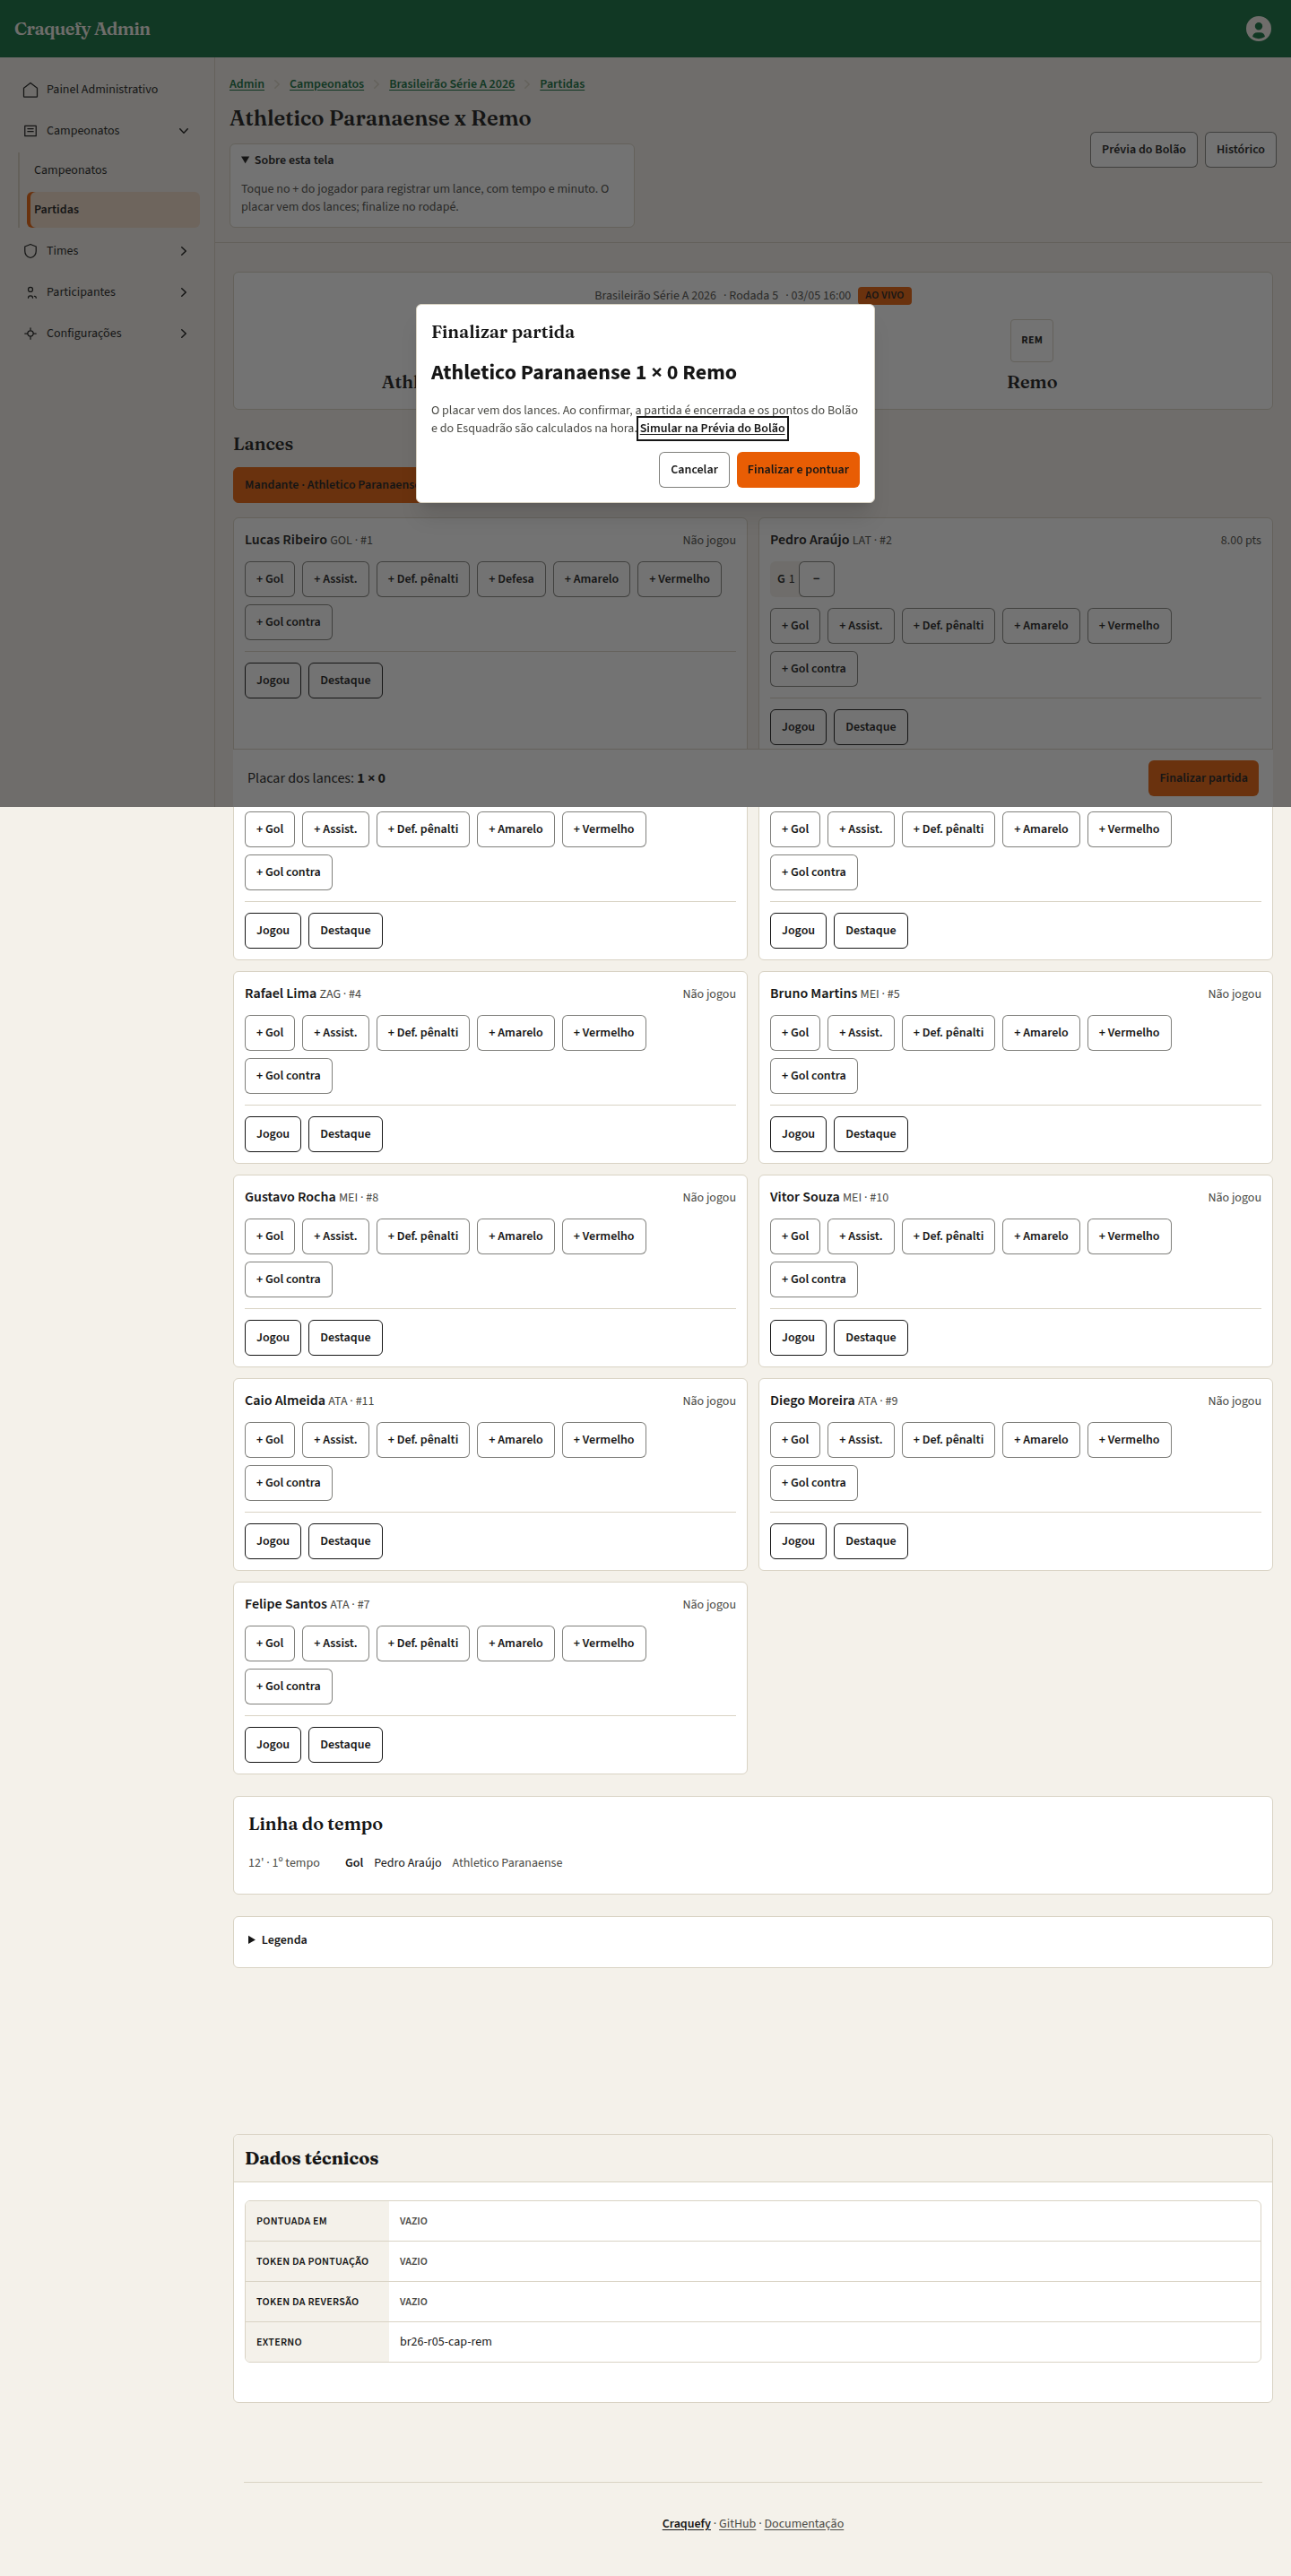 Craquefy Admin
Painel Administrativo
Campeonatos
Campeonatos
Partidas
Times
Participantes
Configurações
Admin > Campeonatos > Brasileirão Série A 2026 > Partidas
Athletico Paranaense x Remo
▼ Sobre esta tela
Toque no + do jogador para registrar um lance, com tempo e minuto. O
placar vem dos lances; finalize no rodapé.
Prévia do Bolão Histórico
Brasileirão Série A 2026 · Rodada 5 · 03/05 16:00 AO VIVO
REM
Remo
Finalizar partida
Athletico Paranaense 1 × 0 Remo
O placar vem dos lances. Ao confirmar, a partida é encerrada e os pontos do Bolão
e do Esquadrão são calculados na hora. Simular na Prévia do Bolão
Cancelar Finalizar e pontuar
Lances
Mandante · Athletico Paranaense
Lucas Ribeiro GOL · #1 Não jogou
+ Gol + Assist. + Def. pênalti + Defesa + Amarelo + Vermelho
+ Gol contra
Jogou Destaque
Pedro Araújo LAT · #2 8.00 pts
G 1 −
+ Gol + Assist. + Def. pênalti + Amarelo + Vermelho
+ Gol contra
Jogou Destaque
Placar dos lances: 1 × 0 Finalizar partida
+ Gol + Assist. + Def. pênalti + Amarelo + Vermelho
+ Gol contra
Jogou Destaque
+ Gol + Assist. + Def. pênalti + Amarelo + Vermelho
+ Gol contra
Jogou Destaque
Rafael Lima ZAG · #4 Não jogou
+ Gol + Assist. + Def. pênalti + Amarelo + Vermelho
+ Gol contra
Jogou Destaque
Bruno Martins MEI · #5 Não jogou
+ Gol + Assist. + Def. pênalti + Amarelo + Vermelho
+ Gol contra
Jogou Destaque
Gustavo Rocha MEI · #8 Não jogou
+ Gol + Assist. + Def. pênalti + Amarelo + Vermelho
+ Gol contra
Jogou Destaque
Vitor Souza MEI · #10 Não jogou
+ Gol + Assist. + Def. pênalti + Amarelo + Vermelho
+ Gol contra
Jogou Destaque
Caio Almeida ATA · #11 Não jogou
+ Gol + Assist. + Def. pênalti + Amarelo + Vermelho
+ Gol contra
Jogou Destaque
Diego Moreira ATA · #9 Não jogou
+ Gol + Assist. + Def. pênalti + Amarelo + Vermelho
+ Gol contra
Jogou Destaque
Felipe Santos ATA · #7 Não jogou
+ Gol + Assist. + Def. pênalti + Amarelo + Vermelho
+ Gol contra
Jogou Destaque
Linha do tempo
12' · 1º tempo Gol Pedro Araújo Athletico Paranaense
▶ Legenda
Dados técnicos
PONTUADA EM VAZIO
TOKEN DA PONTUAÇÃO VAZIO
TOKEN DA REVERSÃO VAZIO
EXTERNO br26-r05-cap-rem
Craquefy · GitHub · Documentação